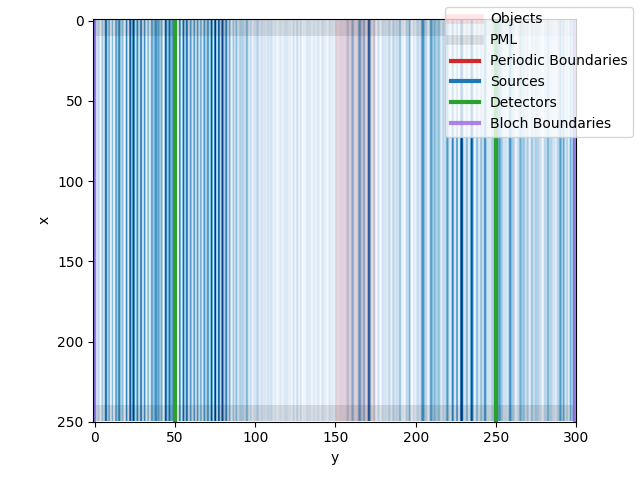 Objects
PML
Periodic Boundaries
Sources
Detectors
Bloch Boundaries
0
50
100
150
200
250
x
0 50 100 150 200 250 300
y